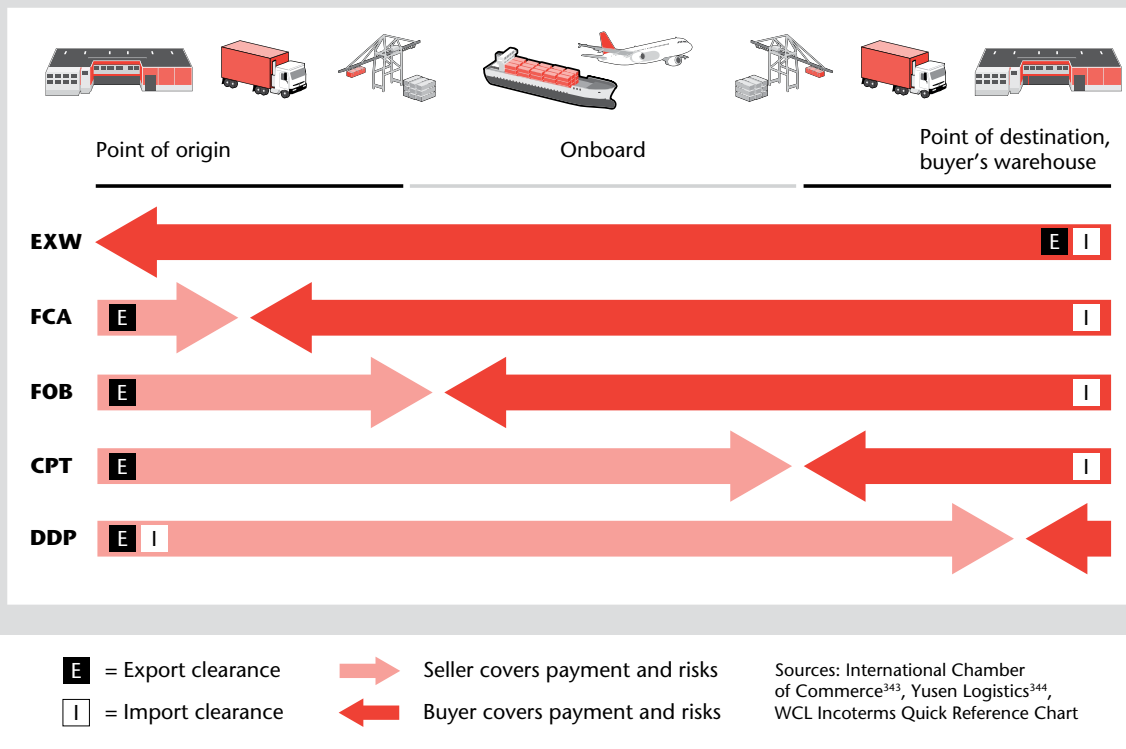 Point of origin
Onboard
Point of destination,
buyer’s warehouse
EXW
E I
FCA
E I
FOB
E I
CPT
E I
DDP
E I
E = Export clearance
I = Import clearance
Seller covers payment and risks
Buyer covers payment and risks
Sources: International Chamber
of Commerce³⁴³, Yusen Logistics³⁴⁴,
WCL Incoterms Quick Reference Chart